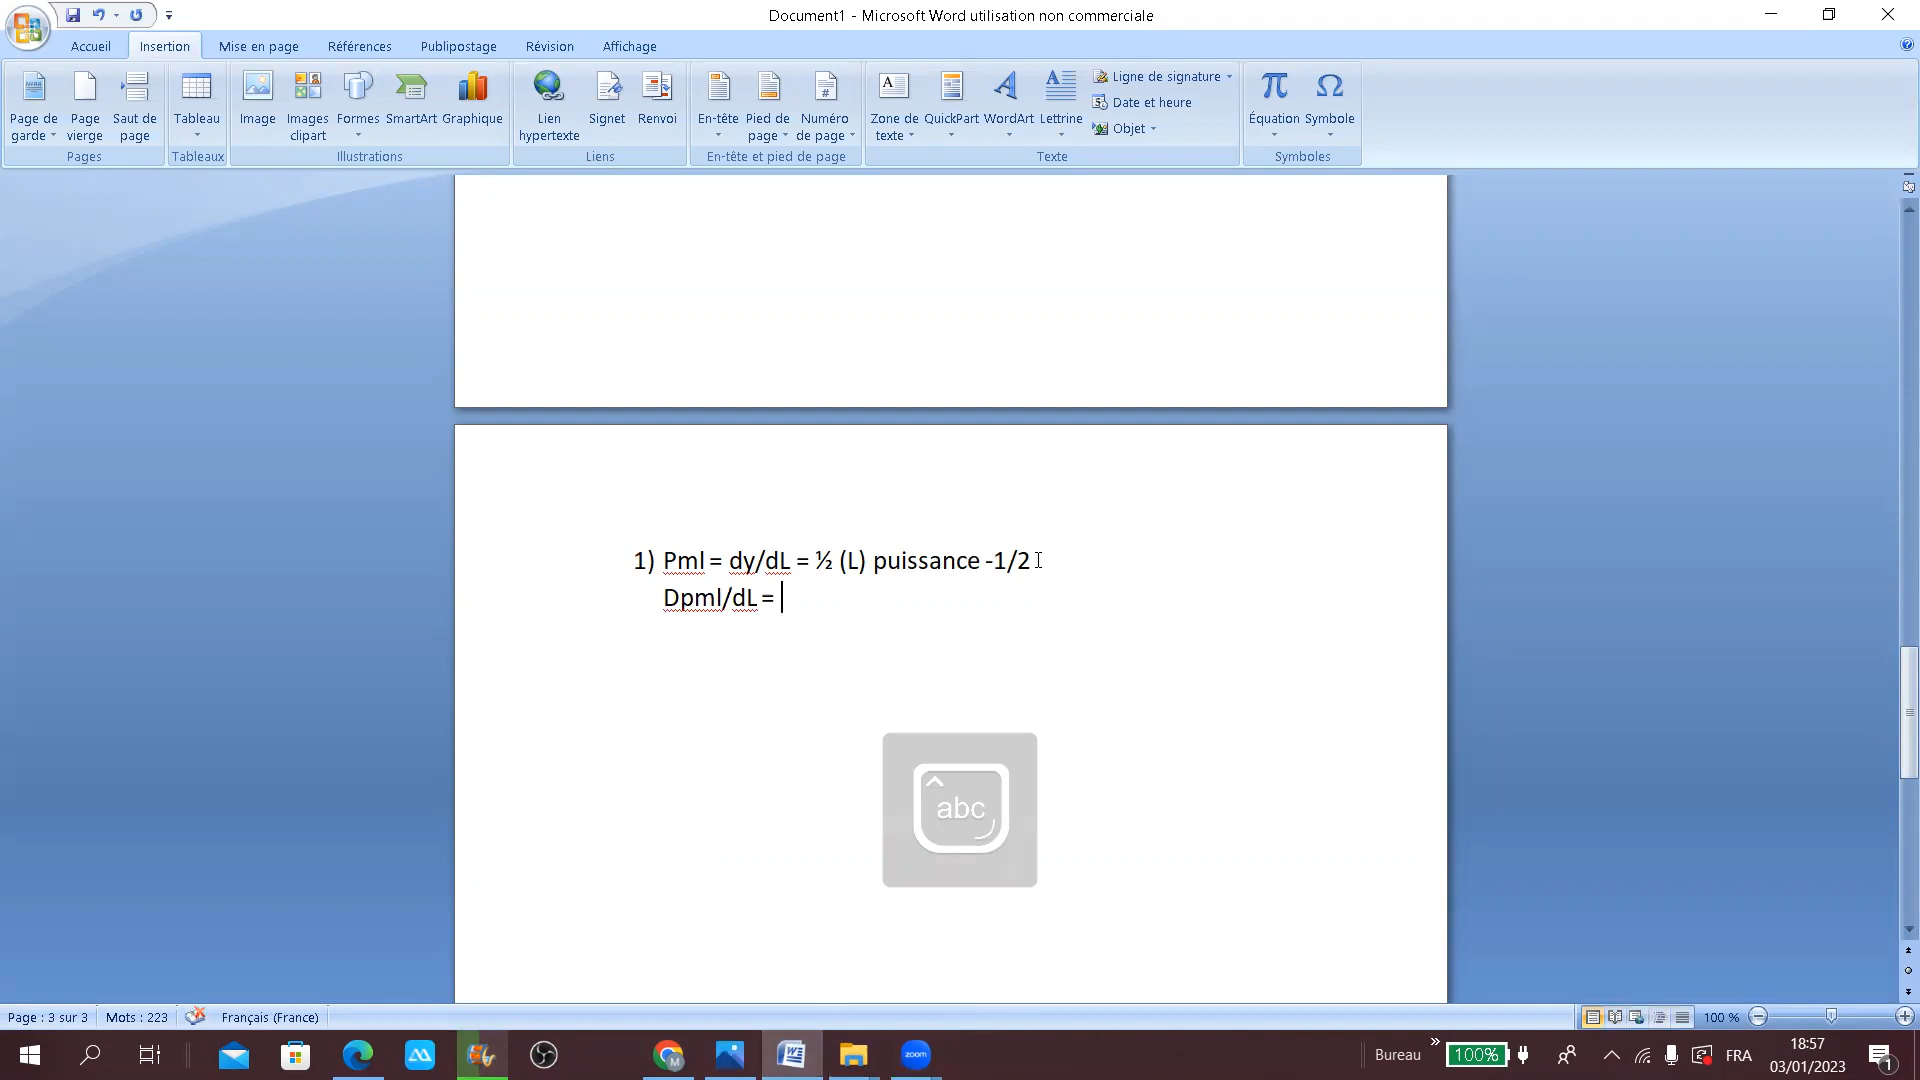 Document1 - Microsoft Word utilisation non commerciale
Accueil Insertion Mise en page Références Publipostage Révision Affichage
Page de garde Page vierge Saut de page
Tableau
Image Images clipart Formes SmartArt Graphique
Lien hypertexte Signet Renvoi
En-tête Pied de page Numéro de page
Zone de texte QuickPart WordArt Lettrine
Ligne de signature
Date et heure
Objet
Équation Symbole
Pages Tableaux Illustrations Liens En-tête et pied de page Texte Symboles
1) Pml = dy/dL = ½ (L) puissance -1/2
Dpml/dL =
abc
Page : 3 sur 3 Mots : 223 Français (France) 100 %
zoom Bureau 100% FRA
18:57
03/01/2023
1